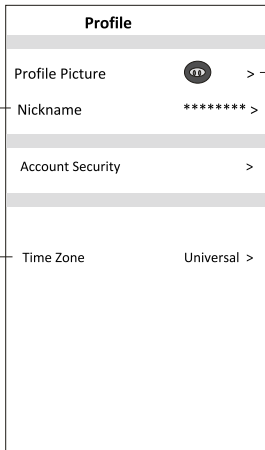 Profile
Profile Picture >
Nickname ******** >
Account Security >
Time Zone Universal >